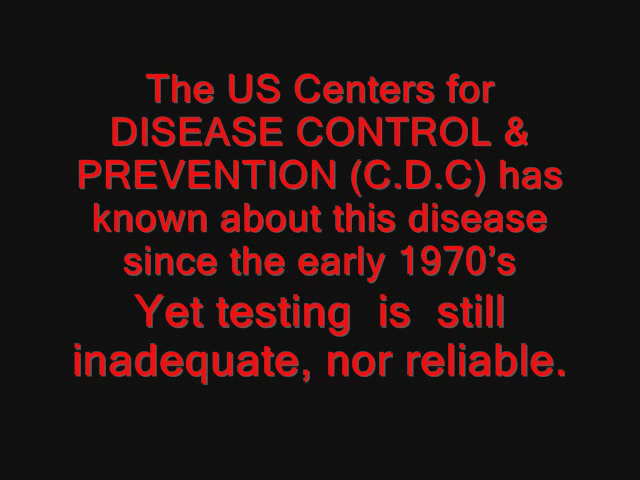 The US Centers for
DISEASE CONTROL &
PREVENTION (C.D.C) has
known about this disease
since the early 1970’s
Yet testing is still
inadequate, nor reliable.